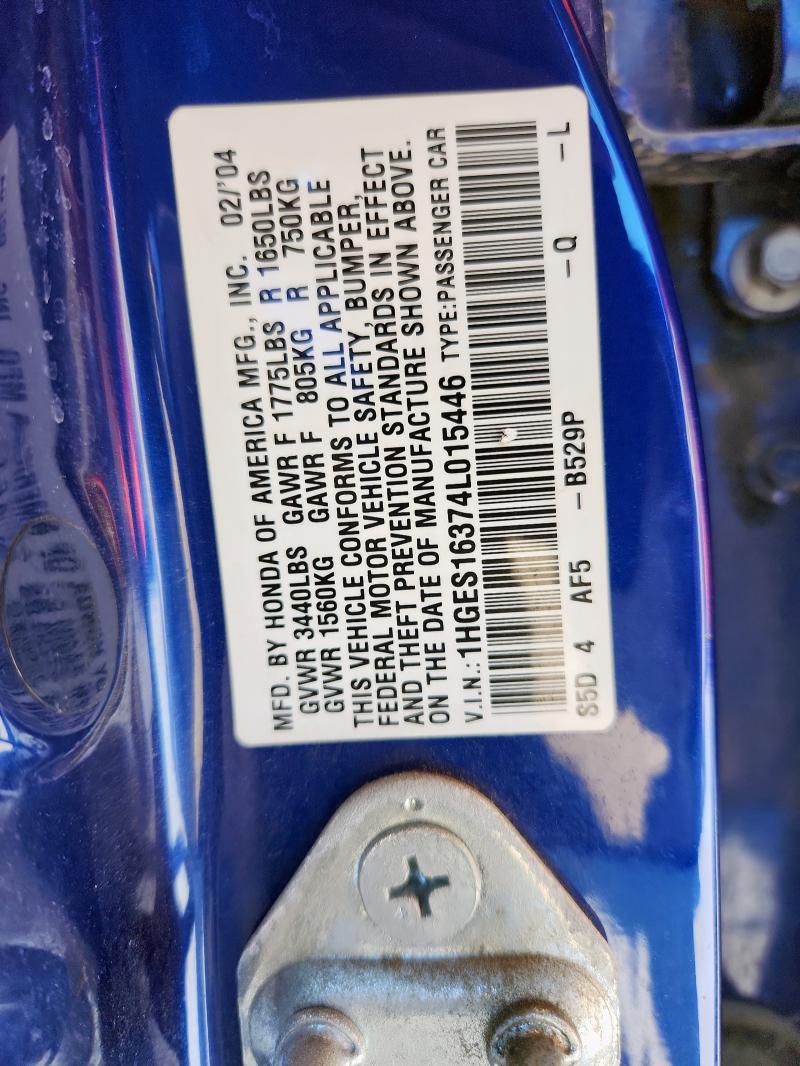 MFD. BY HONDA OF AMERICA MFG., INC. 02/'04
GVWR 3440LBS GAWR F 1775LBS R 1650LBS
GVWR 1560KG GAWR F 805KG R 750KG
THIS VEHICLE CONFORMS TO ALL APPLICABLE
FEDERAL MOTOR VEHICLE SAFETY, BUMPER,
AND THEFT PREVENTION STANDARDS IN EFFECT
ON THE DATE OF MANUFACTURE SHOWN ABOVE.
V.I.N.: 1HGES16374L015446 TYPE:PASSENGER CAR
S5D 4 AF5 -B529P -Q -L